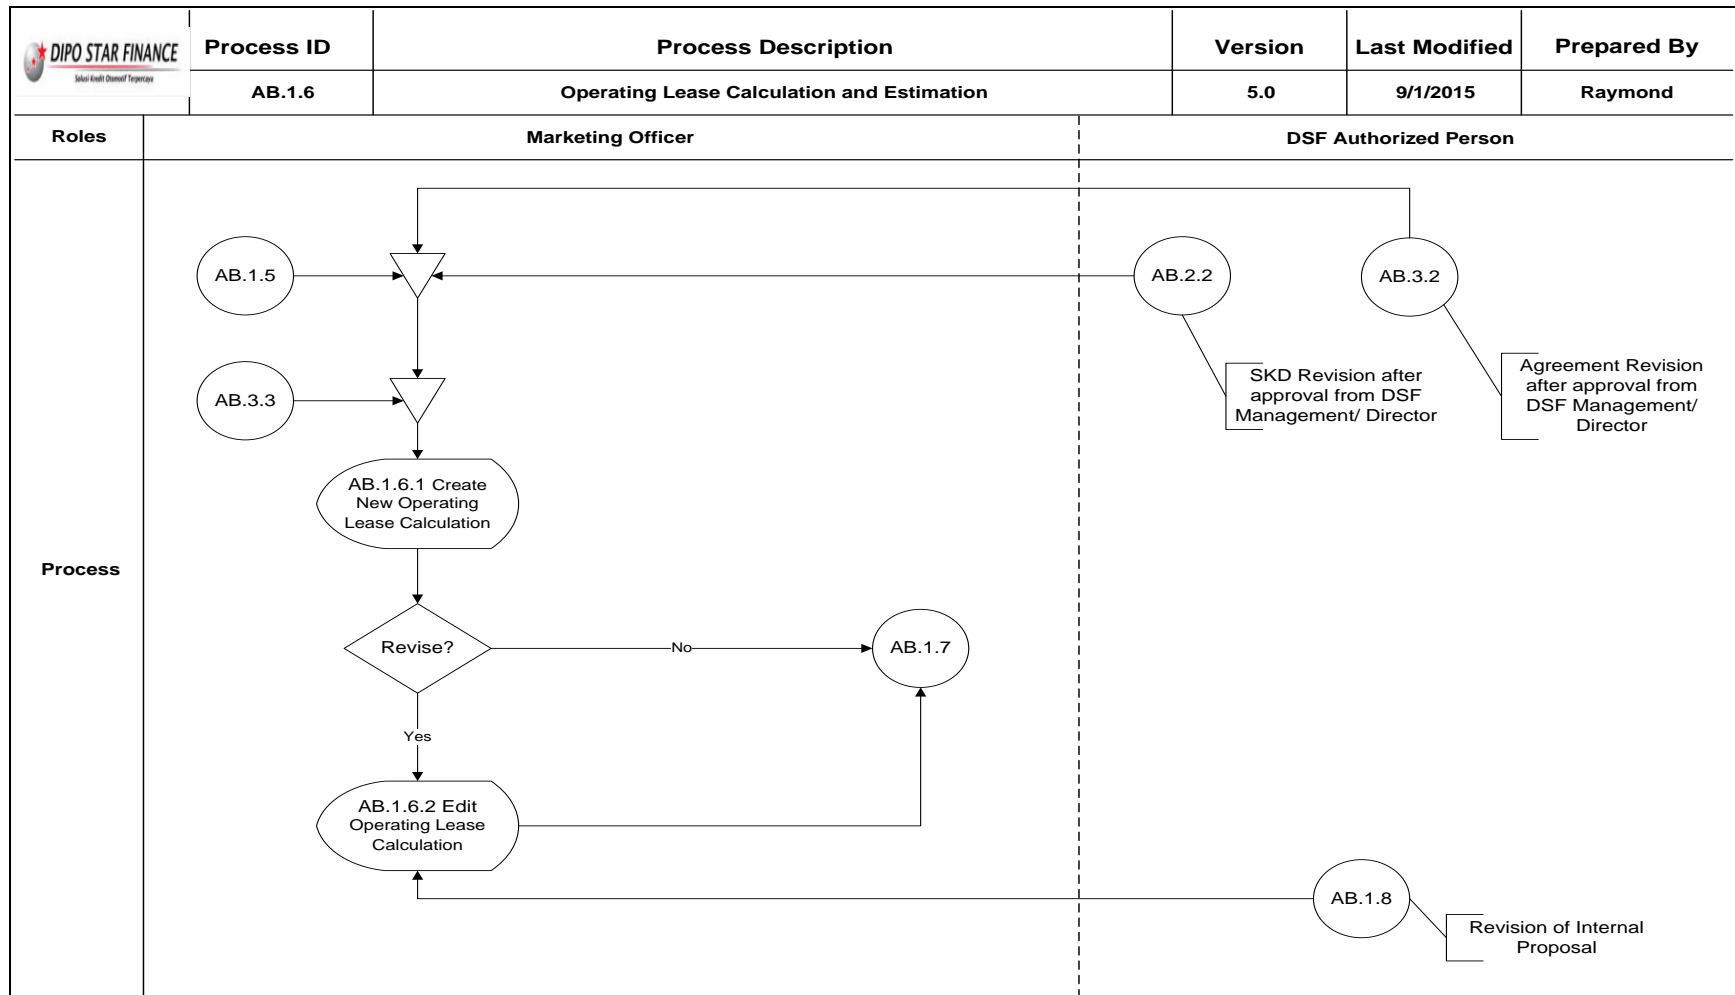 DIPO STAR FINANCE
Solusi Kredit Otomotif Terpercaya
Process ID
Process Description
Version
Last Modified
Prepared By
AB.1.6
Operating Lease Calculation and Estimation
5.0
9/1/2015
Raymond
Roles
Marketing Officer
DSF Authorized Person
AB.1.5
AB.2.2
AB.3.2
AB.3.3
SKD Revision after
approval from DSF
Management/ Director
Agreement Revision
after approval from
DSF Management/
Director
AB.1.6.1 Create
New Operating
Lease Calculation
Process
Revise?
No
AB.1.7
Yes
AB.1.6.2 Edit
Operating Lease
Calculation
AB.1.8
Revision of Internal
Proposal